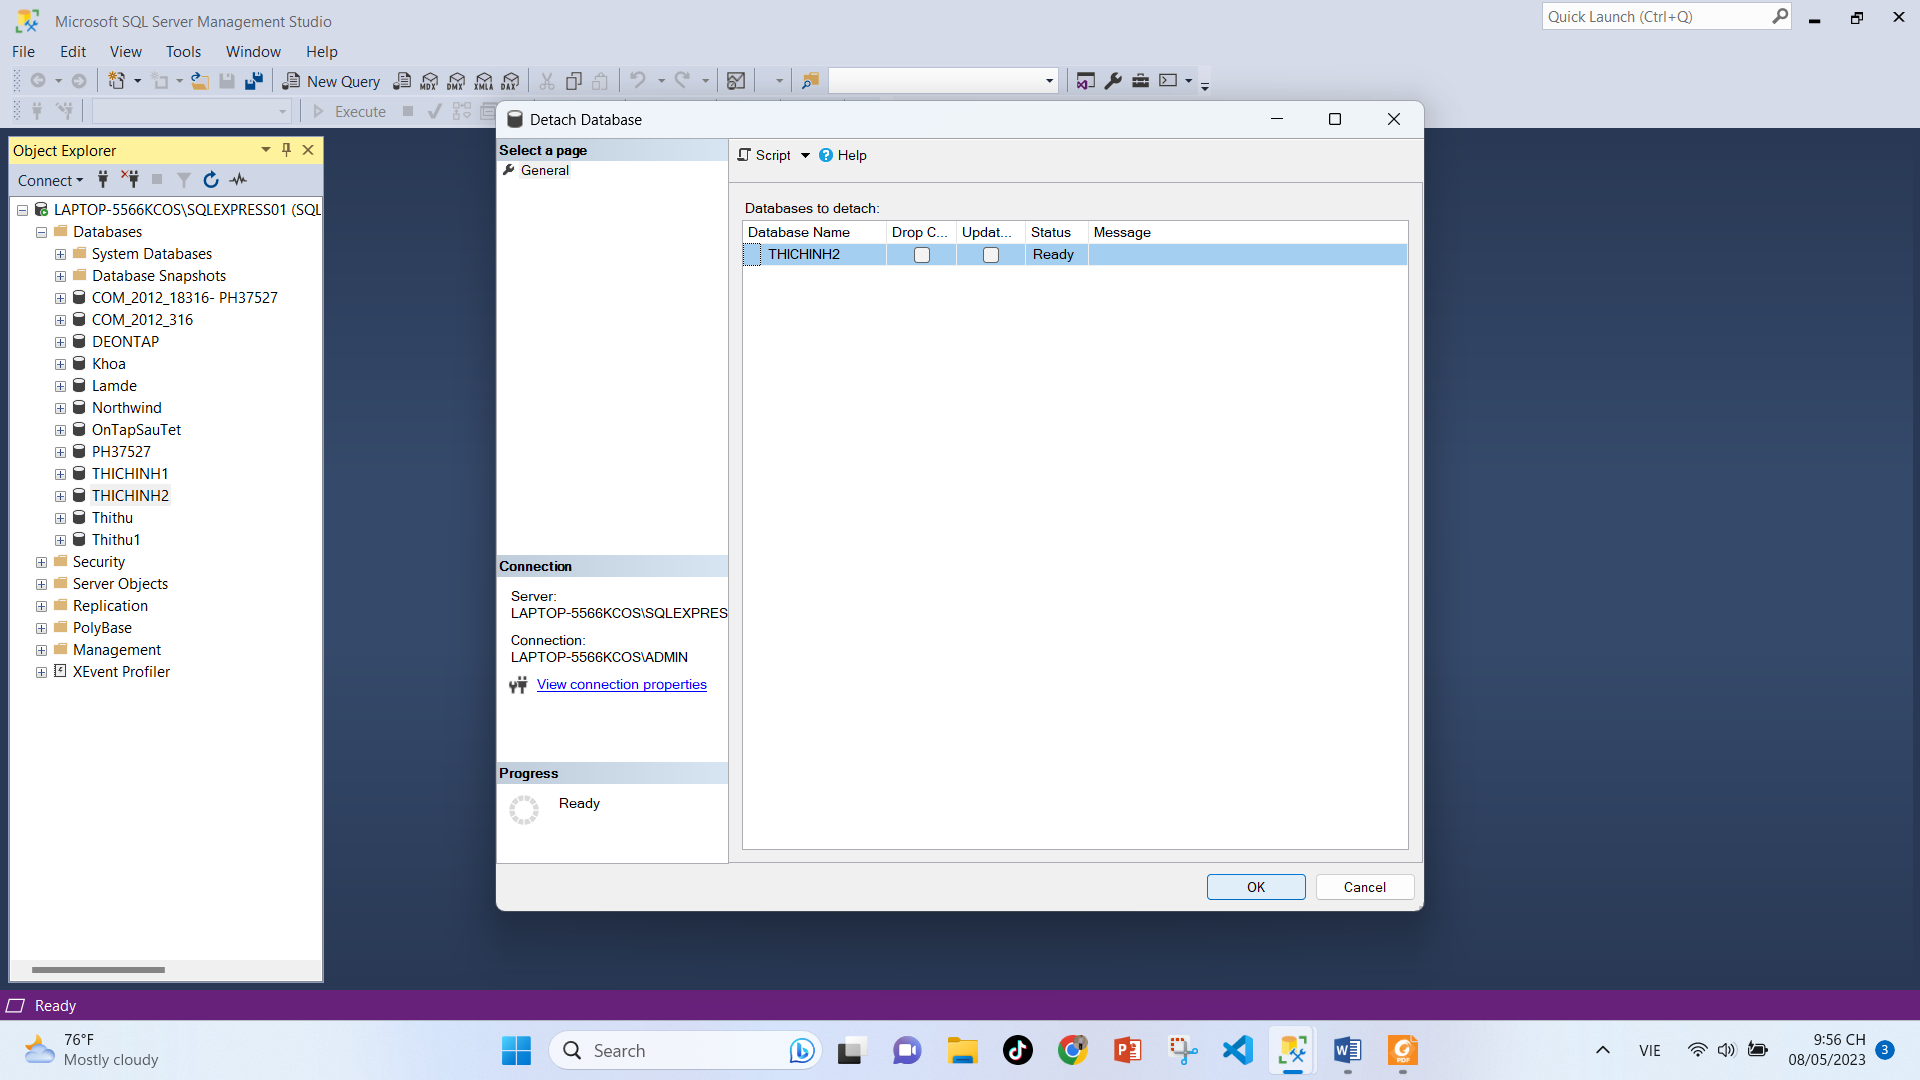 Microsoft SQL Server Management Studio
Quick Launch (Ctrl+Q)
File Edit View Tools Window Help
New Query MDX DMX XMLA DAX
Execute
Object Explorer
Connect
LAPTOP-5566KCOS\SQLEXPRESS01 (SQL
Databases
System Databases
Database Snapshots
COM_2012_18316- PH37527
COM_2012_316
DEONTAP
Khoa
Lamde
Northwind
OnTapSauTet
PH37527
THICHINH1
THICHINH2
Thithu
Thithu1
Security
Server Objects
Replication
PolyBase
Management
XEvent Profiler
Detach Database
Select a page
General
Connection
Server:
LAPTOP-5566KCOS\SQLEXPRES
Connection:
LAPTOP-5566KCOS\ADMIN
View connection properties
Progress
Ready
Script Help
Databases to detach:
Database Name Drop C... Updat... Status Message
THICHINH2 Ready
OK Cancel
Ready
76°F
Mostly cloudy
Search
VIE
9:56 CH
08/05/2023
3